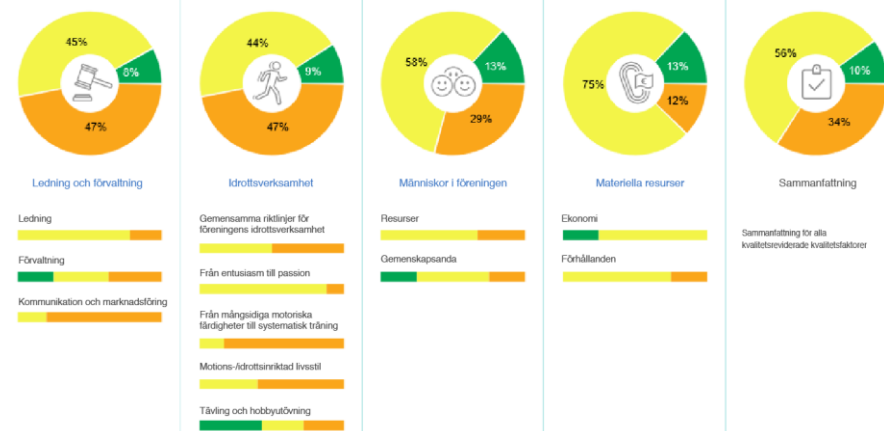 45%
8%
47%
Ledning och förvaltning
Ledning
Förvaltning
Kommunikation och marknadsföring
44%
9%
47%
Idrottsverksamhet
Gemensamma riktlinjer för
föreningens idrottsverksamhet
Från entusiasm till passion
Från mångsidiga motoriska
färdigheter till systematisk träning
Motions-/idrottsinriktad livsstil
Tävling och hobbyutövning
58%
13%
29%
Människor i föreningen
Resurser
Gemenskapsanda
75%
13%
12%
Materiella resurser
Ekonomi
Förhållanden
56%
10%
34%
Sammanfattning
Sammanfattning för alla
kvalitetsreviderade kvalitetsfaktorer